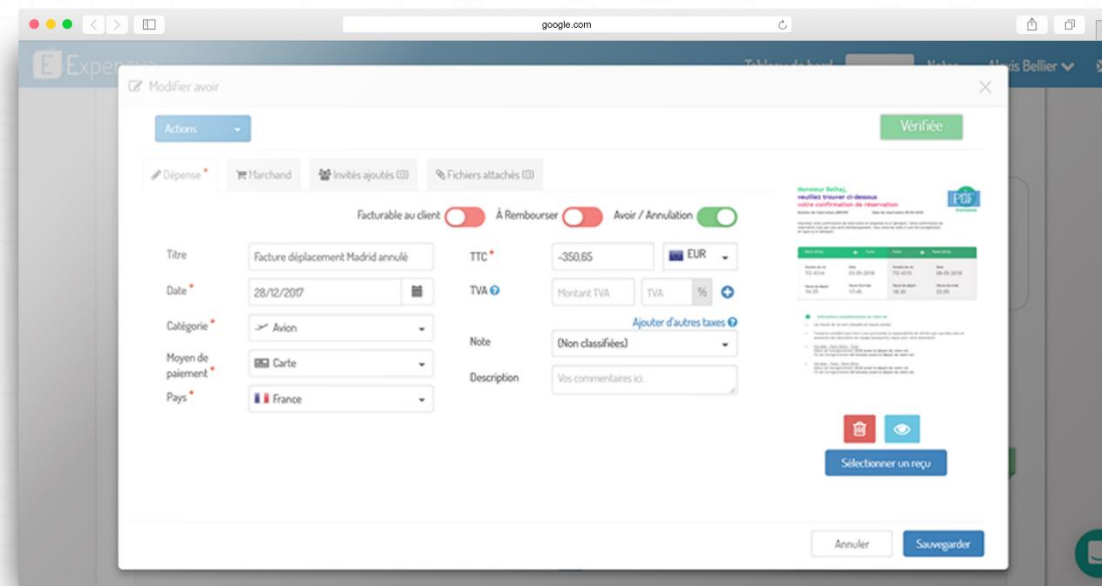 google.com
Expen
Tableau de bord
Notes
Alexis Bellier
Modifier avoir
Actions
Vérifiée
Dépense *
Marchand
Invités ajoutés (0)
Fichiers attachés (0)
Facturable au client
À Rembourser
Avoir / Annulation
Titre
Facture déplacement Madrid annulé
TTC *
-350,65
EUR
Date *
28/12/2017
TVA
Montant TVA
TVA
%
Ajouter d'autres taxes
Catégorie *
Avion
Note
(Non classifiées)
Moyen de
paiement *
Carte
Description
Vos commentaires ici.
Pays *
France
Monsieur Belhaj,
veuillez trouver ci-dessous
votre confirmation de réservation
PDF
Sélectionner un reçu
Annuler
Sauvegarder